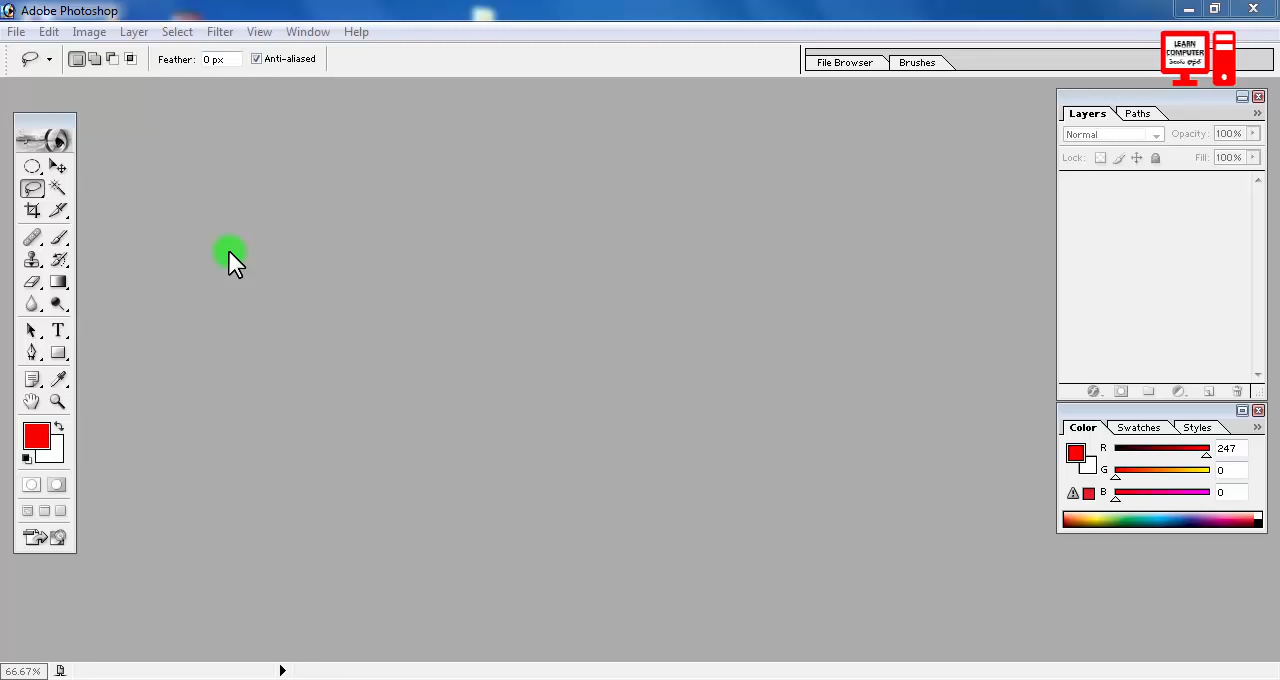 Adobe Photoshop
File Edit Image Layer Select Filter View Window Help
Feather: 0 px Anti-aliased
File Browser Brushes
LEARN
COMPUTER
Layers Paths
Normal Opacity: 100%
Lock: Fill: 100%
T
Color Swatches Styles
R 247
G 0
B 0
66.67%